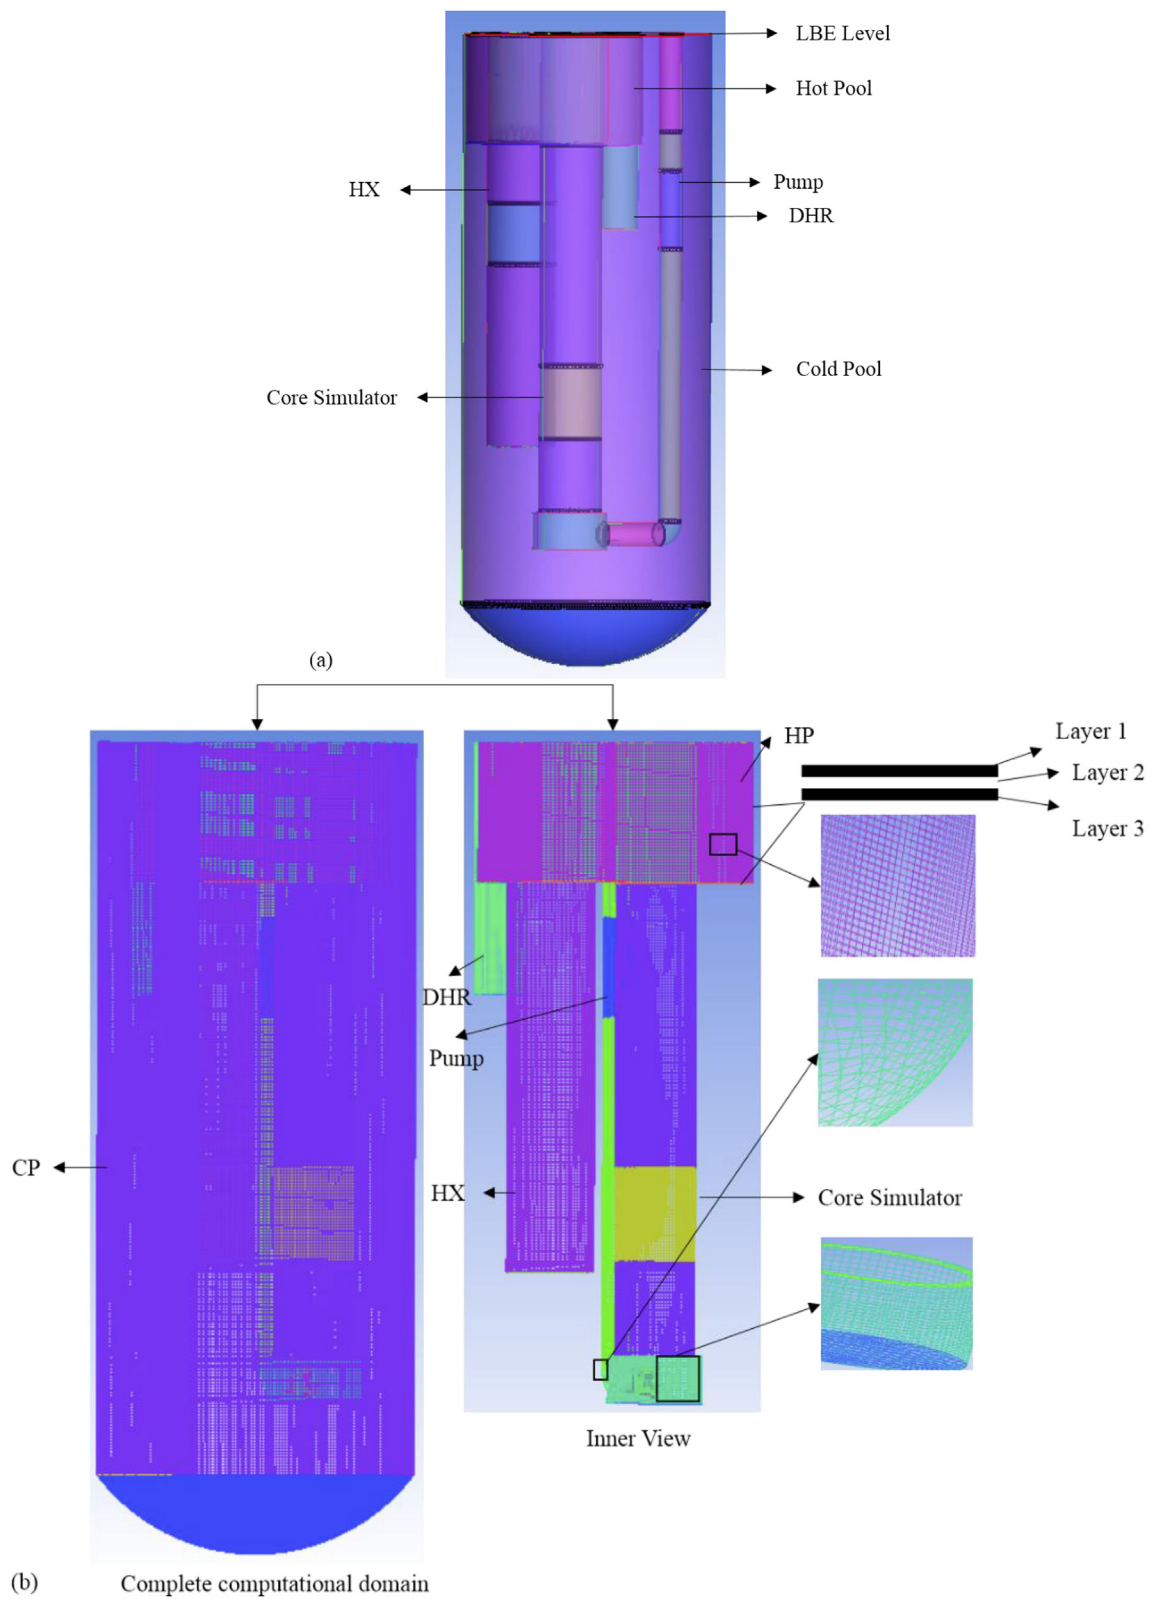 LBE Level
Hot Pool
HX
Pump
DHR
Cold Pool
Core Simulator
(a)
HP
Layer 1
Layer 2
Layer 3
DHR
Pump
CP
HX
Core Simulator
Inner View
(b)
Complete computational domain